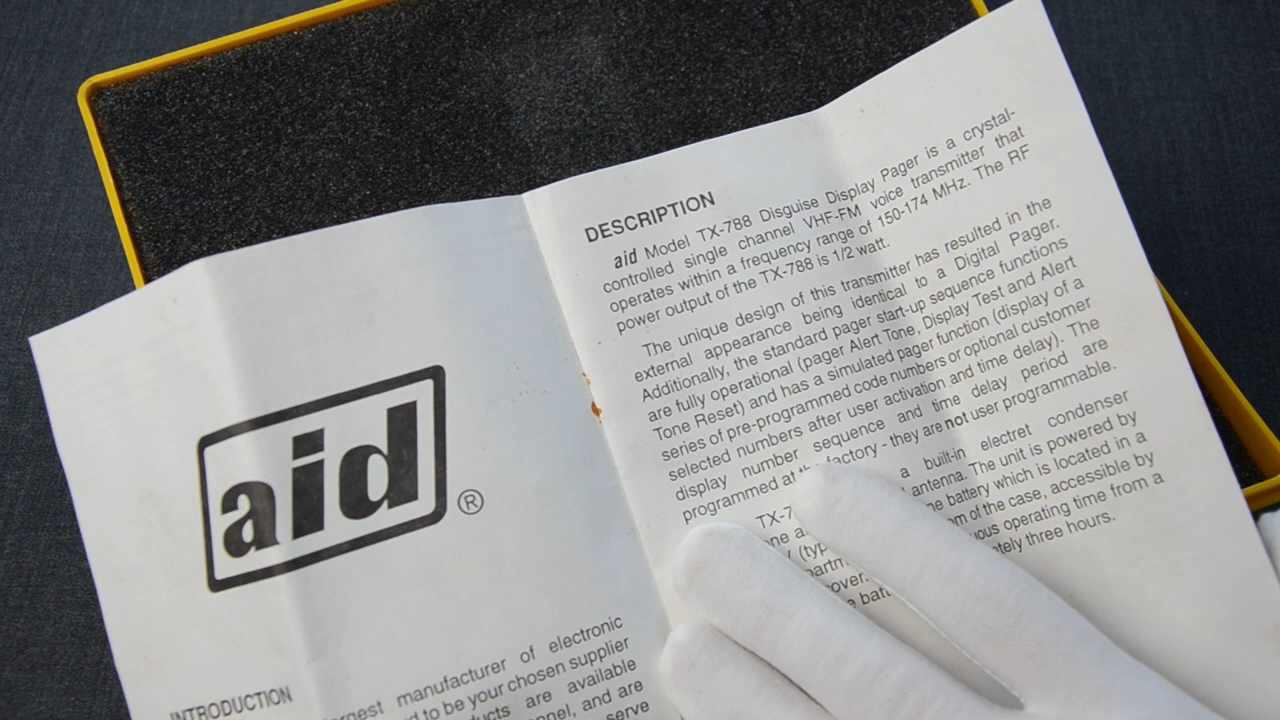 aid ®
INTRODUCTION
manufacturer of electronic
to be your chosen supplier
are available
and are
serve
DESCRIPTION
aid Model TX-788 Disguise Display Pager is a crystal-
controlled single channel VHF-FM voice transmitter that
operates within a frequency range of 150-174 MHz. The RF
power output of the TX-788 is 1/2 watt.
The unique design of this transmitter has resulted in the
external appearance being identical to a Digital Pager.
Additionally, the standard pager start-up sequence functions
are fully operational (pager Alert Tone, Display Test and Alert
Tone Reset) and has a simulated pager function (display of a
series of pre-programmed code numbers or optional customer
selected numbers after user activation and time delay). The
display number sequence and time delay period are
programmed at factory - they are not user programmable.
a built-in electret condenser
antenna. The unit is powered by
battery which is located in a
of the case, accessible by
operating time from a
three hours.